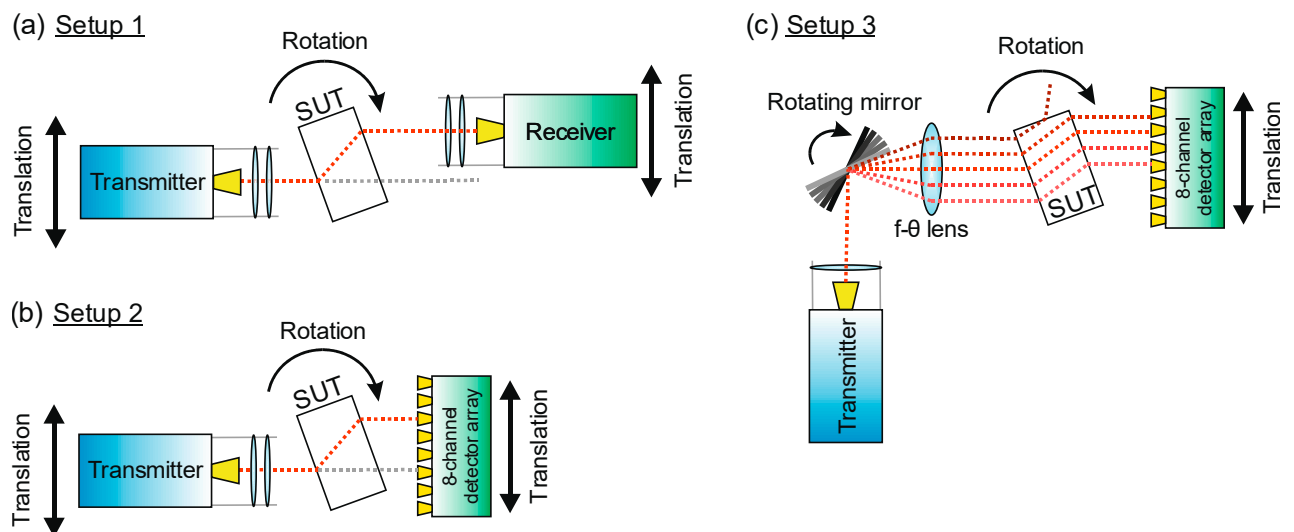 (a) Setup 1
Rotation
SUT
Translation
Transmitter
Receiver
Translation
(b) Setup 2
Rotation
SUT
Translation
Transmitter
8-channel
detector array
Translation
(c) Setup 3
Rotation
Rotating mirror
f-θ lens
SUT
8-channel
detector array
Translation
Transmitter